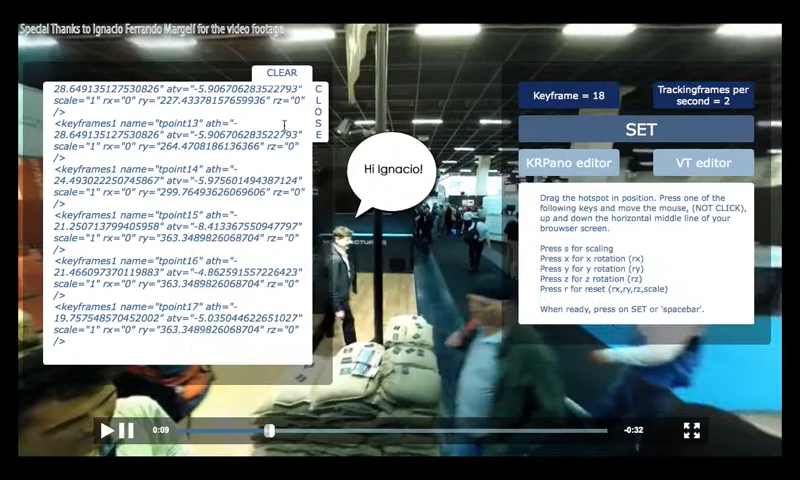 Special Thanks to Ignacio Ferrando Margelí for the video footage
CLEAR
CLOSE
28.649135127530826" atv="-5.906706283522793"
scale="1" rx="0" ry="227.43378157659936" rz="0"
/>
<keyframes1 name="tpoint13" ath="-
28.649135127530826" atv="-5.906706283522793"
scale="1" rx="0" ry="264.4708186136366" rz="0"
/>
<keyframes1 name="tpoint14" ath="-
24.493022250745867" atv="-5.975601494387124"
scale="1" rx="0" ry="299.76493626069606" rz="0"
/>
<keyframes1 name="tpoint15" ath="-
21.250713799405958" atv="-8.413367550947797"
scale="1" rx="0" ry="363.3489826068704" rz="0"
/>
<keyframes1 name="tpoint16" ath="-
21.466097370119883" atv="-4.862591557226423"
scale="1" rx="0" ry="363.3489826068704" rz="0"
/>
<keyframes1 name="tpoint17" ath="-
19.757548570452002" atv="-5.035044622651027"
scale="1" rx="0" ry="363.3489826068704" rz="0"
/>
Hi Ignacio!
Keyframe = 18
Trackingframes per
second = 2
SET
KRPano editor
VT editor
Drag the hotspot in position. Press one of the
following keys and move the mouse, (NOT CLICK),
up and down the horizontal middle line of your
brouwser screen.
Press s for scaling
Press x for x rotation (rx)
Press y for y rotation (ry)
Press z for z rotation (rz)
Press r for reset (rx,ry,rz,scale)
When ready, press on SET or 'spacebar'.
0:09
-0:32